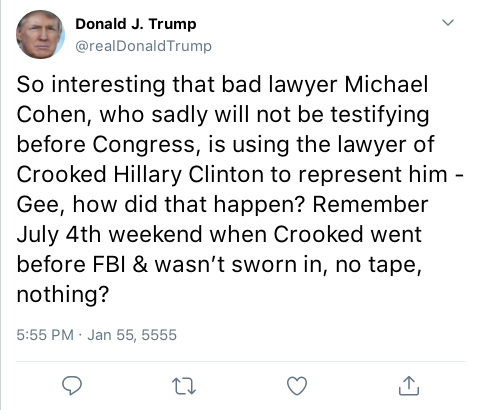 Donald J. Trump
@realDonaldTrump
So interesting that bad lawyer Michael
Cohen, who sadly will not be testifying
before Congress, is using the lawyer of
Crooked Hillary Clinton to represent him -
Gee, how did that happen? Remember
July 4th weekend when Crooked went
before FBI & wasn’t sworn in, no tape,
nothing?
5:55 PM · Jan 55, 5555